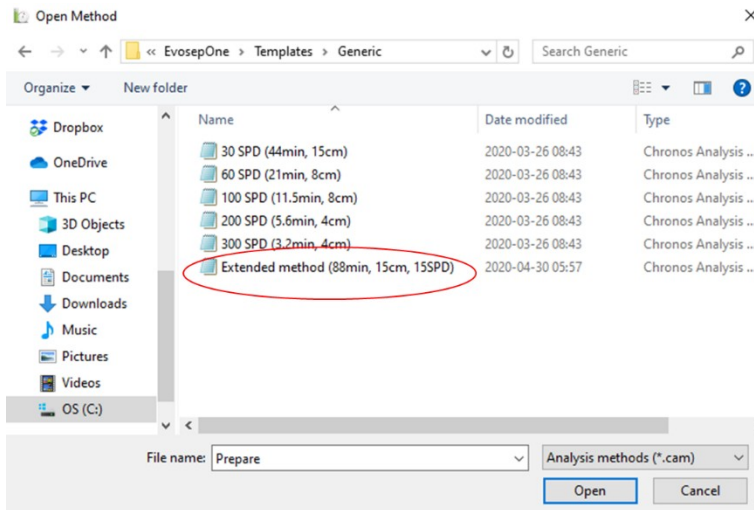 Open Method
« EvosepOne > Templates > Generic
Search Generic
Organize
New folder
Name Date modified Type
Dropbox
OneDrive
This PC
3D Objects
Desktop
Documents
Downloads
Music
Pictures
Videos
OS (C:)
30 SPD (44min, 15cm) 2020-03-26 08:43 Chronos Analysis ..
60 SPD (21min, 8cm) 2020-03-26 08:43 Chronos Analysis ..
100 SPD (11.5min, 8cm) 2020-03-26 08:43 Chronos Analysis ..
200 SPD (5.6min, 4cm) 2020-03-26 08:43 Chronos Analysis ..
300 SPD (3.2min, 4cm) 2020-03-26 08:43 Chronos Analysis ..
Extended method (88min, 15cm, 15SPD) 2020-04-30 05:57 Chronos Analysis ..
File name: Prepare
Analysis methods (*.cam)
Open Cancel